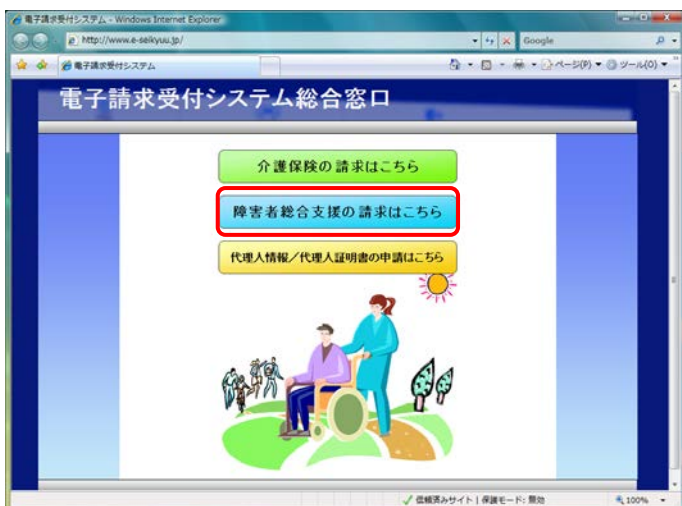 電子請求受付システム - Windows Internet Explorer
http://www.e-seikyuu.jp/
Google
電子請求受付システム
ページ(P)
ツール(O)
電子請求受付システム総合窓口
介護保険の請求はこちら
障害者総合支援の請求はこちら
代理人情報／代理人証明書の申請はこちら
信頼済みサイト | 保護モード: 無効
100%